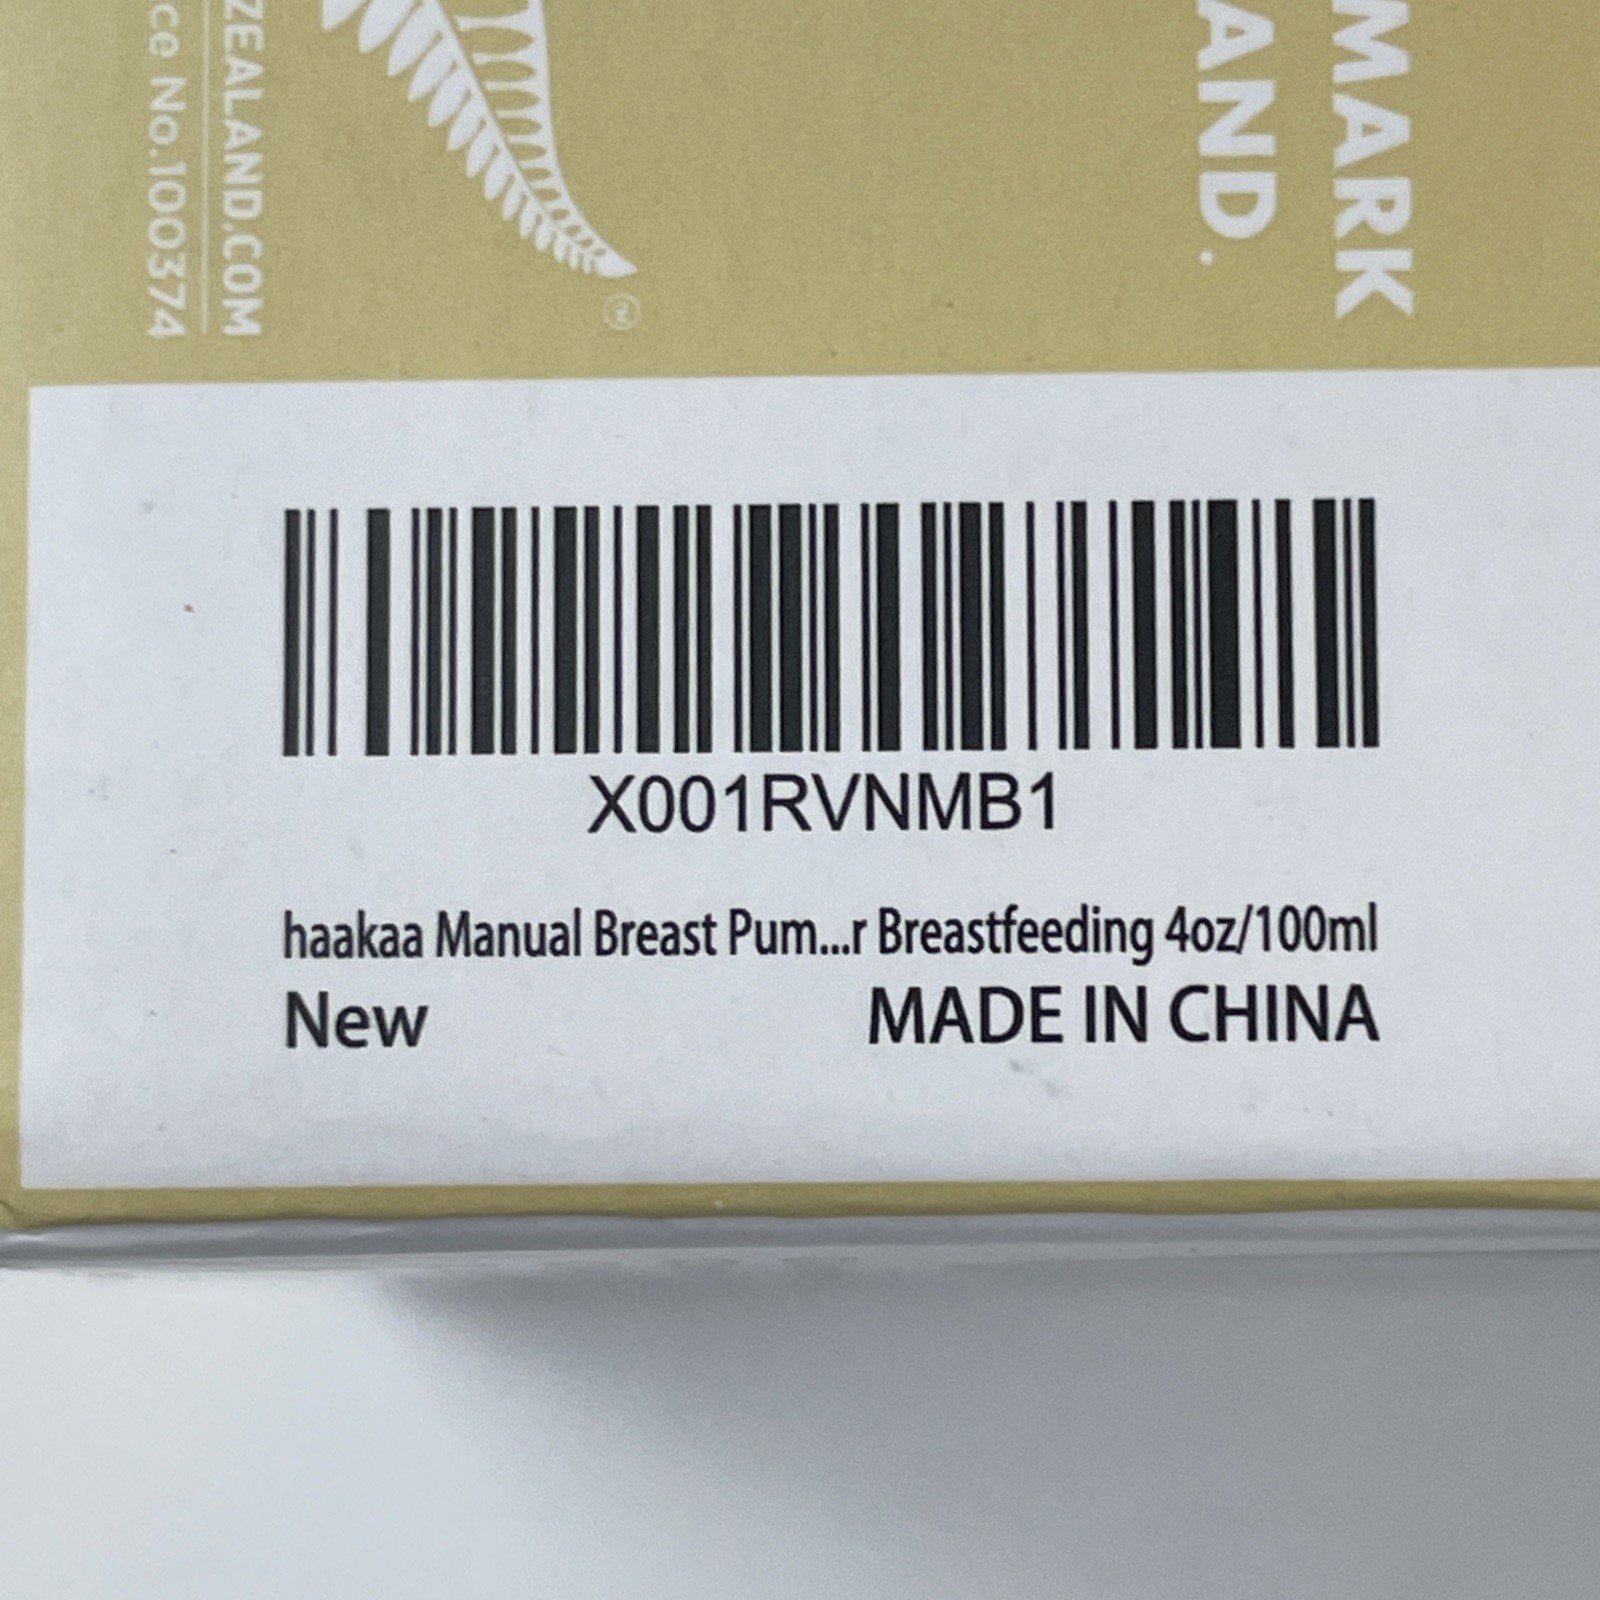 MARK
AND.
ZEALAND.COM
ce No.100374
X001RVNMB1
haakaa Manual Breast Pum...r Breastfeeding 4oz/100ml
New
MADE IN CHINA